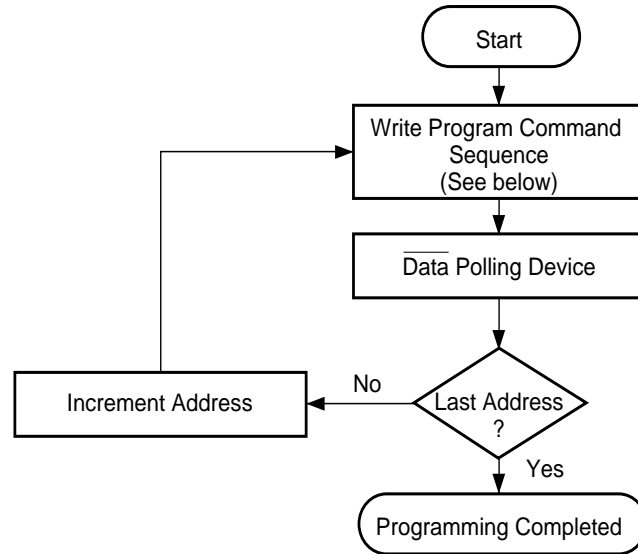 Start
Write Program Command
Sequence
(See below)
Data Polling Device
Increment Address
No
Last Address
?
Yes
Programming Completed